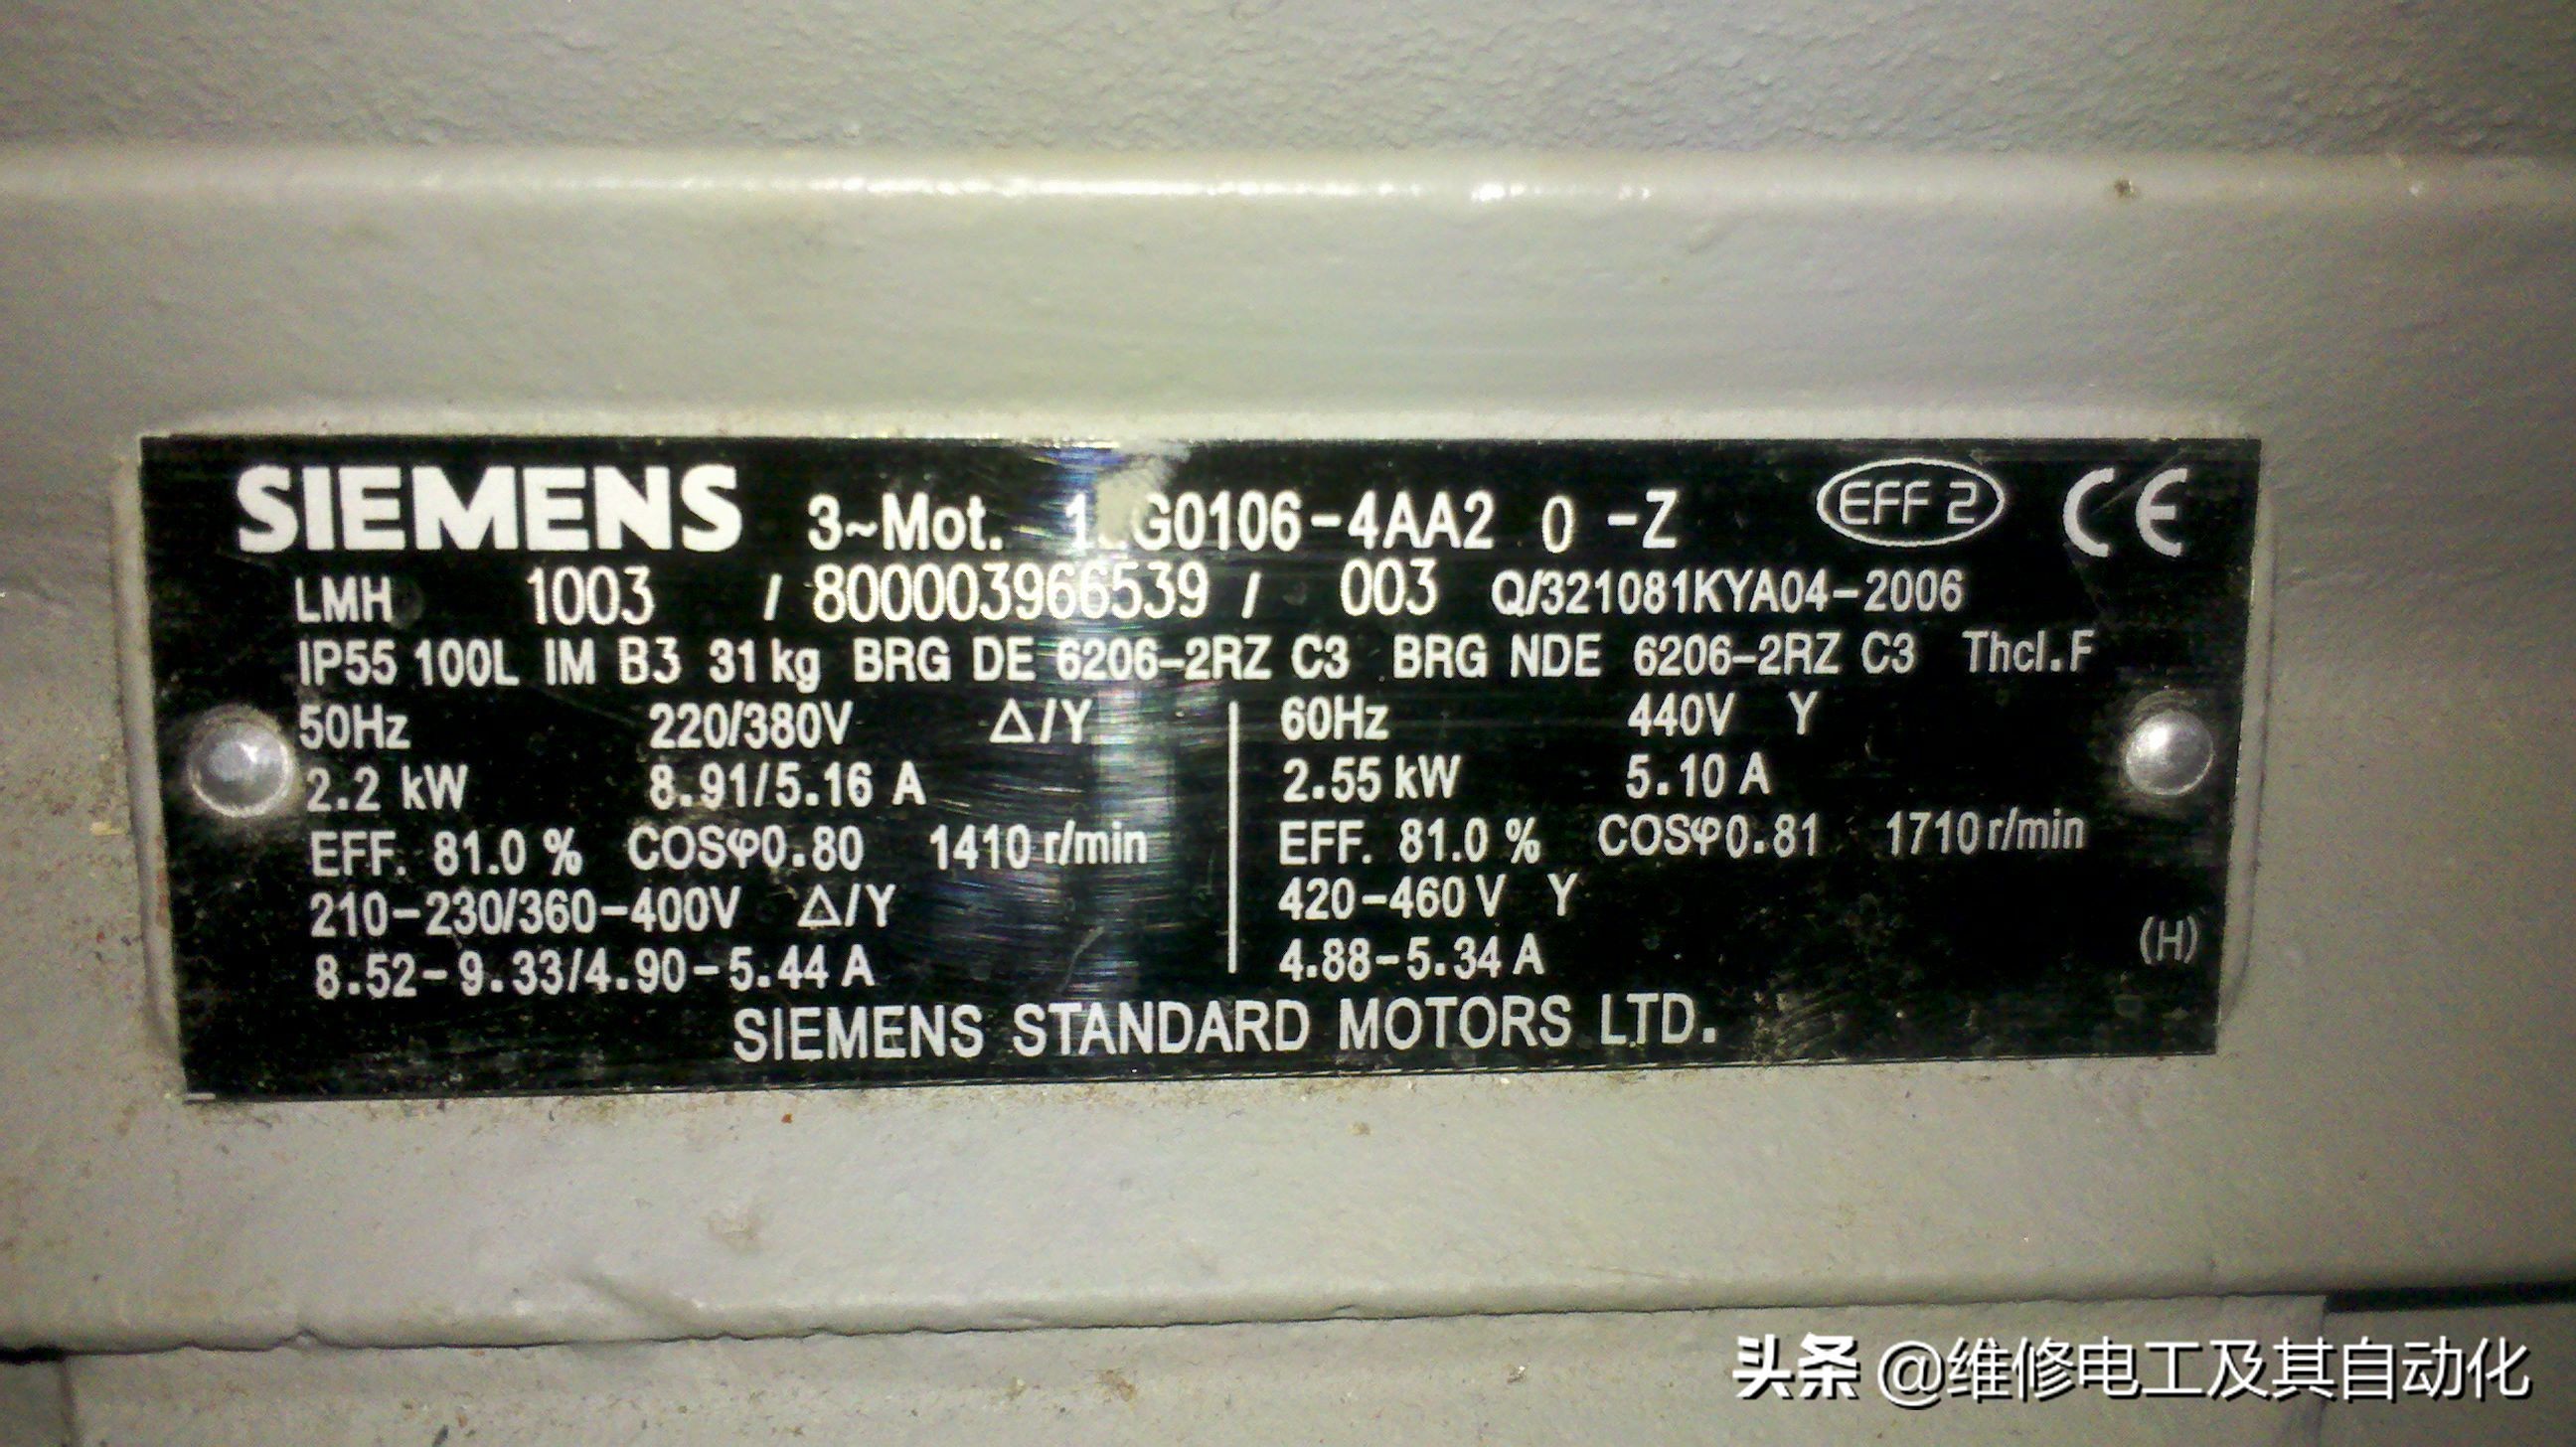 SIEMENS 3~Mot. G0106-4AA2 0 -Z EFF 2 CE
LMH 1003 / 800003966539 / 003 Q/321081KYA04-2006
IP55 100L IM B3 31kg BRG DE 6206-2RZ C3 BRG NDE 6206-2RZ C3 Thcl.F
50Hz 220/380V △/Y 60Hz 440V Y
2.2 kW 8.91/5.16 A 2.55 kW 5.10 A
EFF. 81.0 % COSφ0.80 1410 r/min EFF. 81.0 % COSφ0.81 1710 r/min
210-230/360-400V △/Y 420-460 V Y
8.52-9.33/4.90-5.44 A 4.88-5.34 A (H)
SIEMENS STANDARD MOTORS LTD.
头条 @维修电工及其自动化